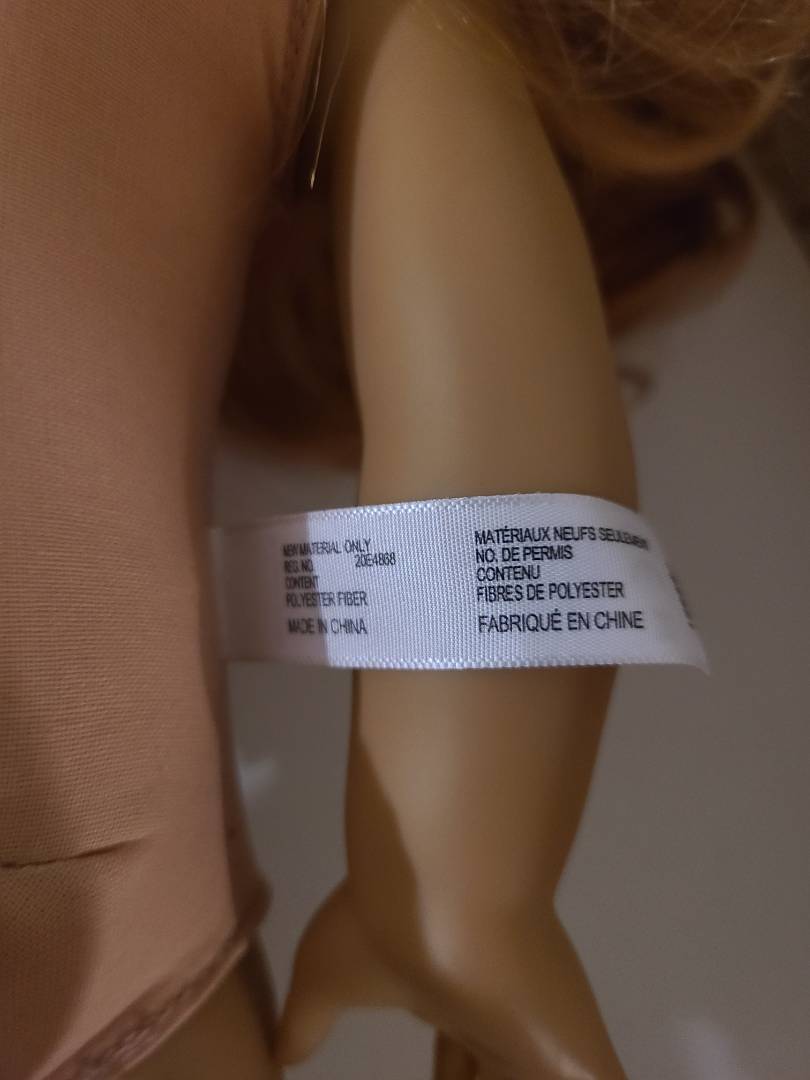 NEW MATERIAL ONLY
REG. NO. 20E4868
CONTENT
POLYESTER FIBER
MADE IN CHINA
MATÉRIAUX NEUFS SEULEMENT
NO. DE PERMIS
CONTENU
FIBRES DE POLYESTER
FABRIQUÉ EN CHINE